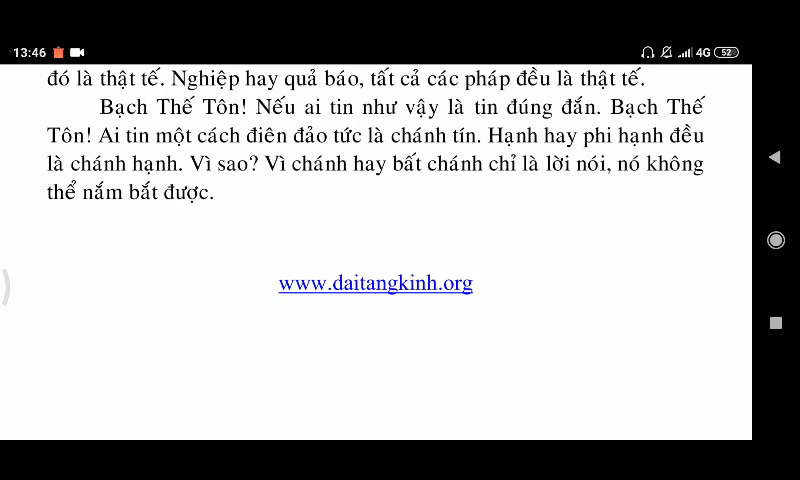 13:46
4G 52
đó là thật tế. Nghiệp hay quả báo, tất cả các pháp đều là thật tế.
Bạch Thế Tôn! Nếu ai tin như vậy là tin đúng đắn. Bạch Thế
Tôn! Ai tin một cách điên đảo tức là chánh tín. Hạnh hay phi hạnh đều
là chánh hạnh. Vì sao? Vì chánh hay bất chánh chỉ là lời nói, nó không
thể nắm bắt được.
www.daitangkinh.org